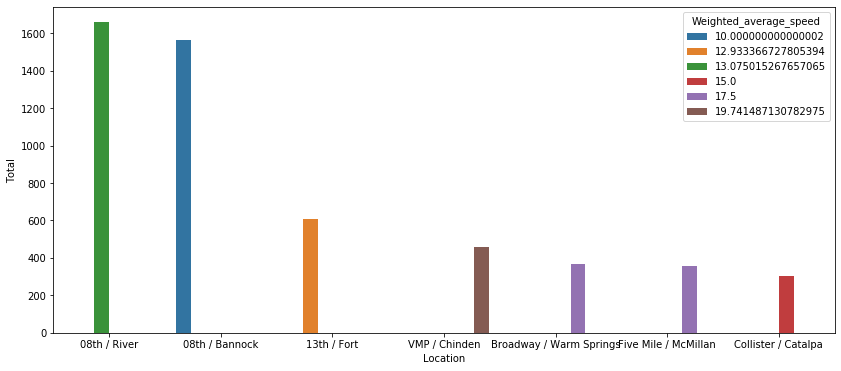 Weighted_average_speed
10.000000000000002
12.933366727805394
13.075015267657065
15.0
17.5
19.741487130782975
Total
1600
1400
1200
1000
800
600
400
200
0
08th / River
08th / Bannock
13th / Fort
VMP / Chinden
Broadway / Warm Springs
Five Mile / McMillan
Collister / Catalpa
Location